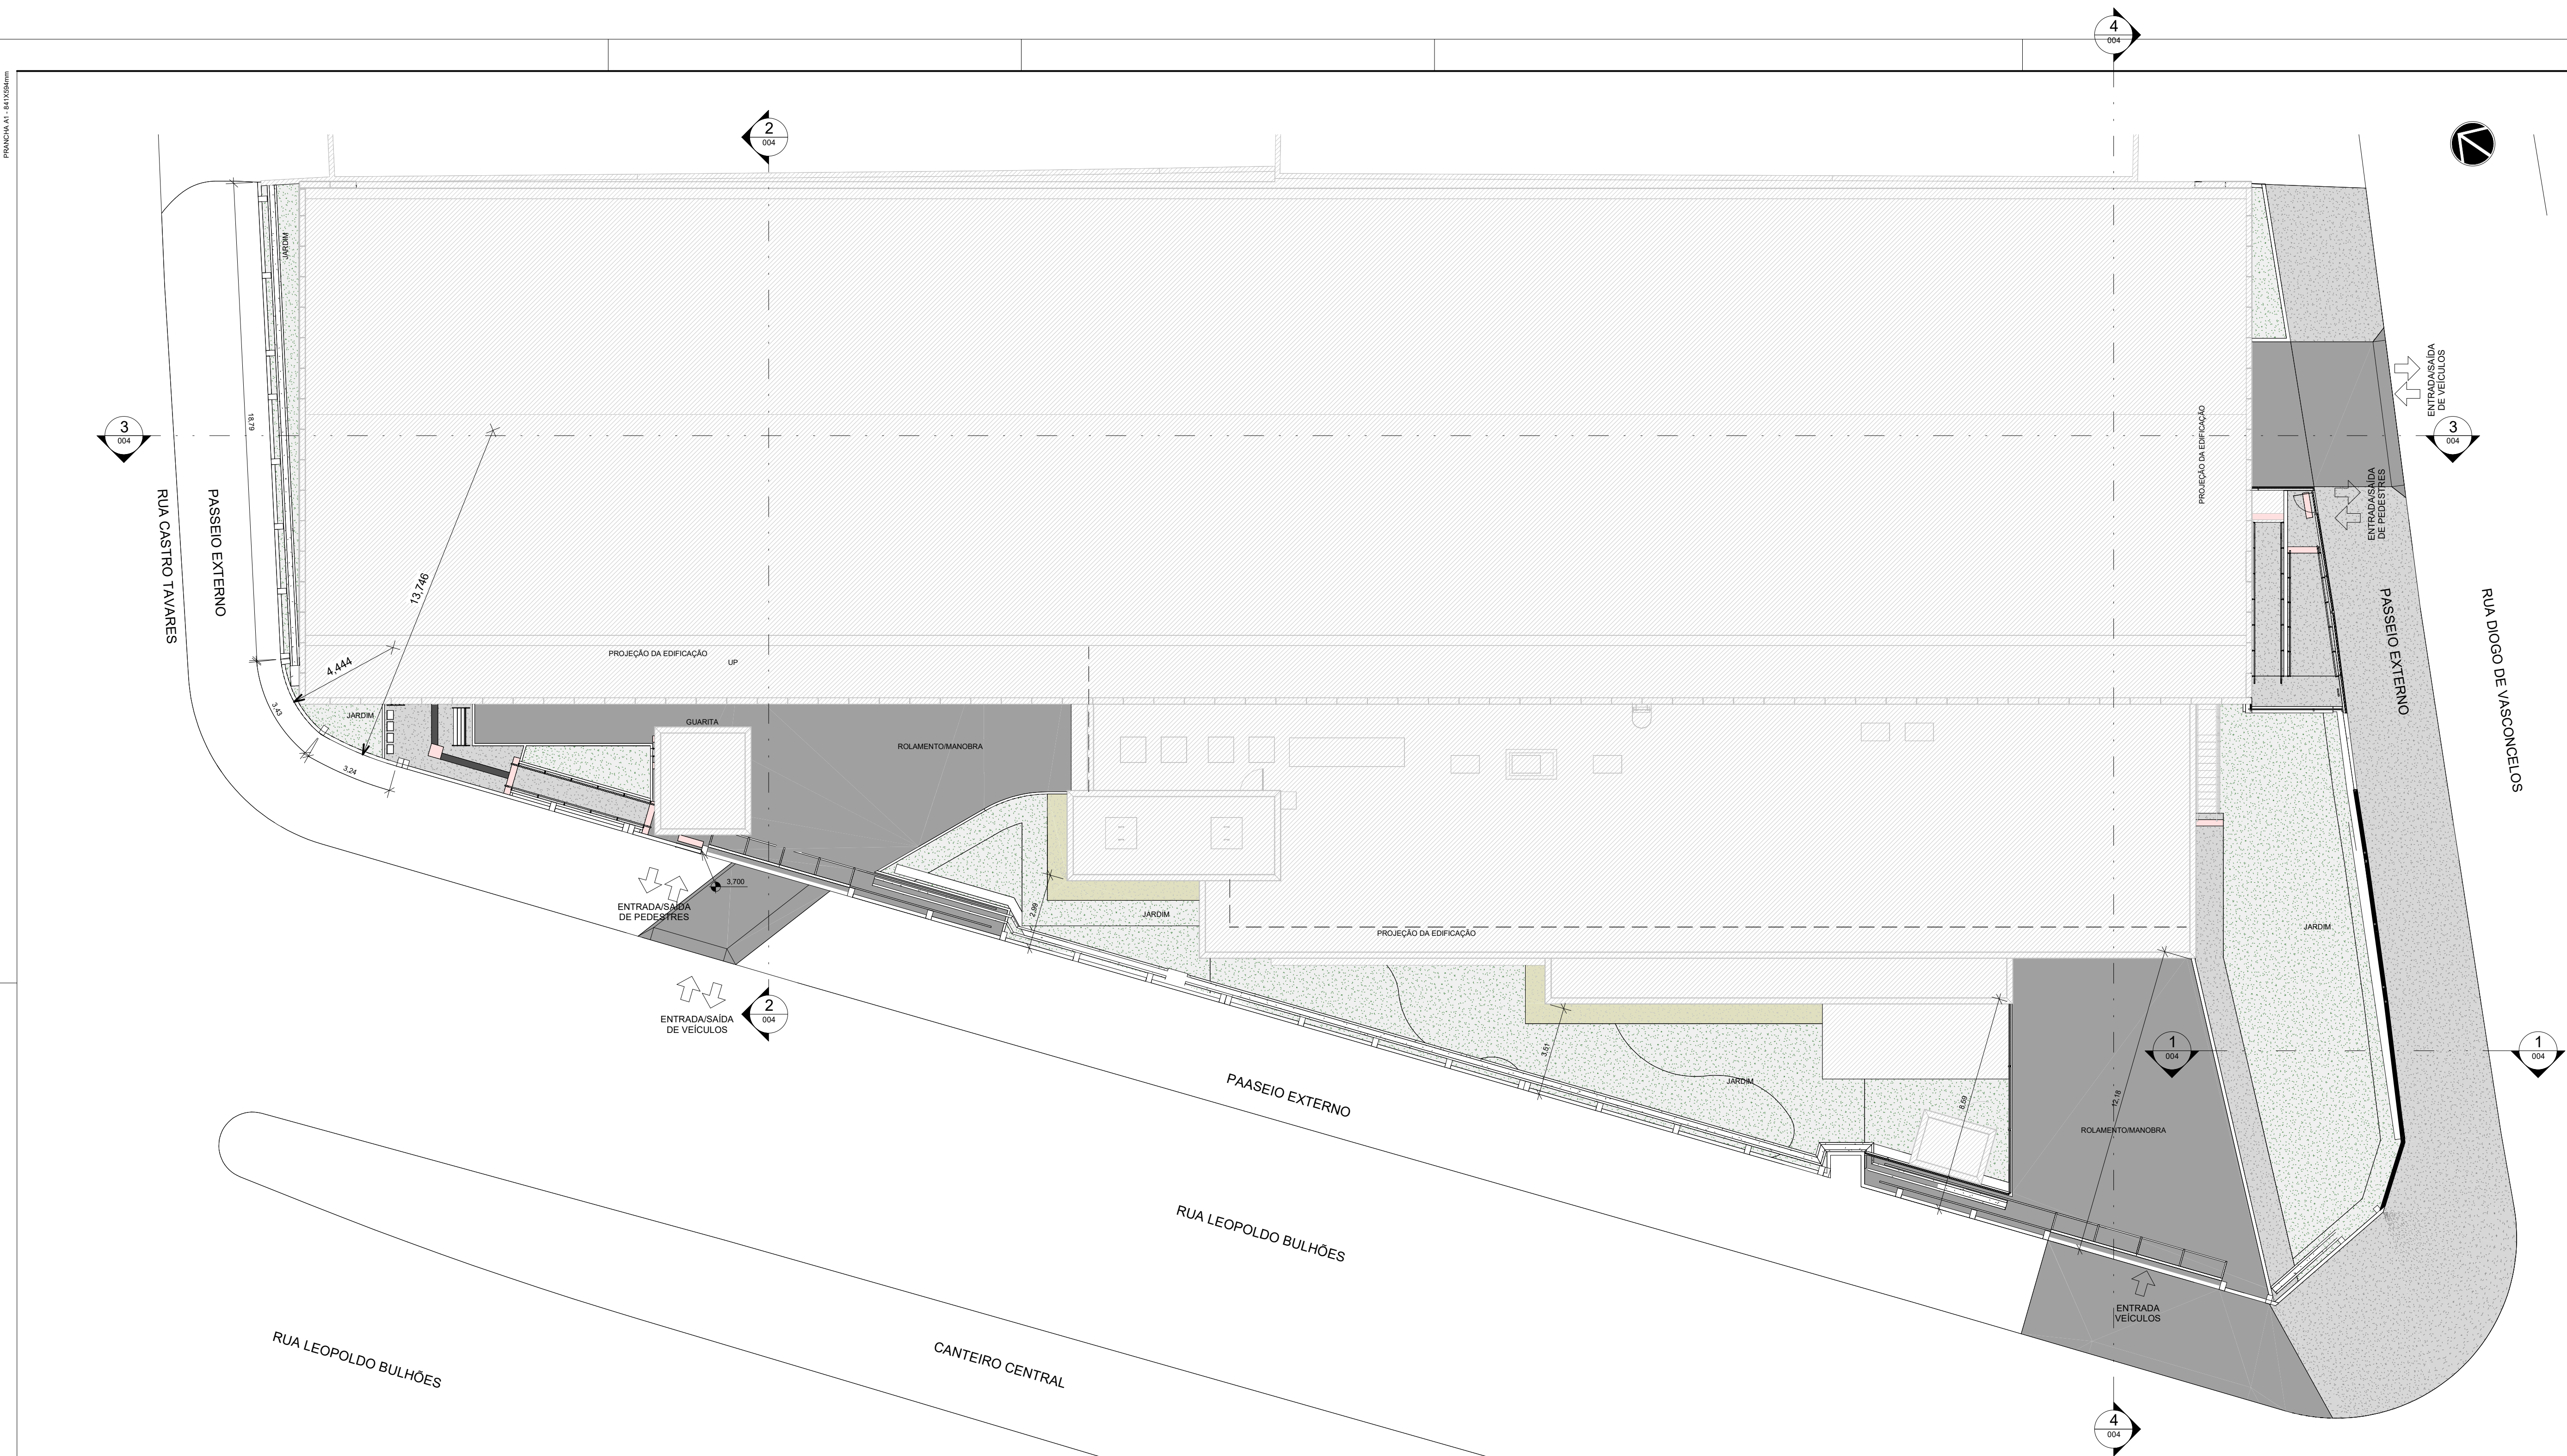 4
004
PRANCHA A1 - 841X594mm
2
004
JARDIM
ENTRADA/SAÍDA
DE VEÍCULOS
18,79
3
004
3
004
PROJEÇÃO DA EDIFICAÇÃO
ENTRADA/SAÍDA
DE PEDESTRES
RUA CASTRO TAVARES
PASSEIO EXTERNO
13,746
PASSEIO EXTERNO
RUA DIOGO DE VASCONCELOS
PROJEÇÃO DA EDIFICAÇÃO
UP
4,444
3,43
JARDIM
GUARITA
ROLAMENTO/MANOBRA
3,24
3,700
ENTRADA/SAÍDA
DE PEDESTRES
2,99
JARDIM
PROJEÇÃO DA EDIFICAÇÃO
JARDIM
2
004
ENTRADA/SAÍDA
DE VEÍCULOS
3,51
1
004
1
004
PAASEIO EXTERNO
JARDIM
8,59
12,18
ROLAMENTO/MANOBRA
RUA LEOPOLDO BULHÕES
ENTRADA
VEÍCULOS
RUA LEOPOLDO BULHÕES
CANTEIRO CENTRAL
4
004